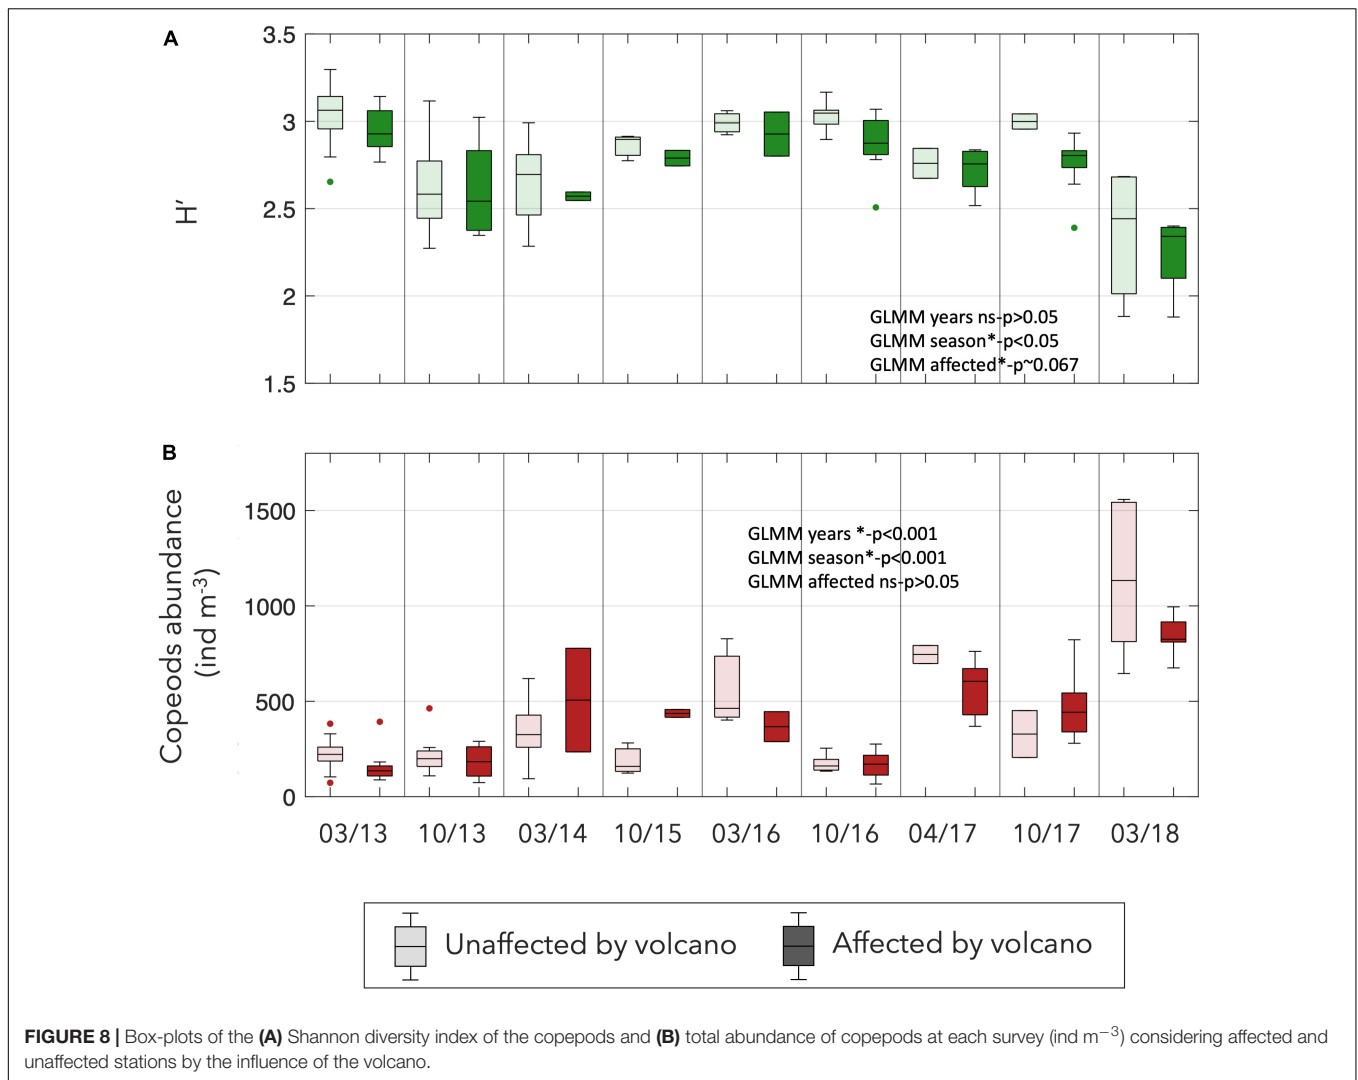 A
3.5
3
2.5
2
1.5
H′
GLMM years ns-p>0.05
GLMM season*-p<0.05
GLMM affected*-p~0.067
B
1500
1000
500
0
Copeods abundance
(ind m-3)
GLMM years *-p<0.001
GLMM season*-p<0.001
GLMM affected ns-p>0.05
03/13 10/13 03/14 10/15 03/16 10/16 04/17 10/17 03/18
Unaffected by volcano Affected by volcano
FIGURE 8 | Box-plots of the (A) Shannon diversity index of the copepods and (B) total abundance of copepods at each survey (ind m−3) considering affected and
unaffected stations by the influence of the volcano.